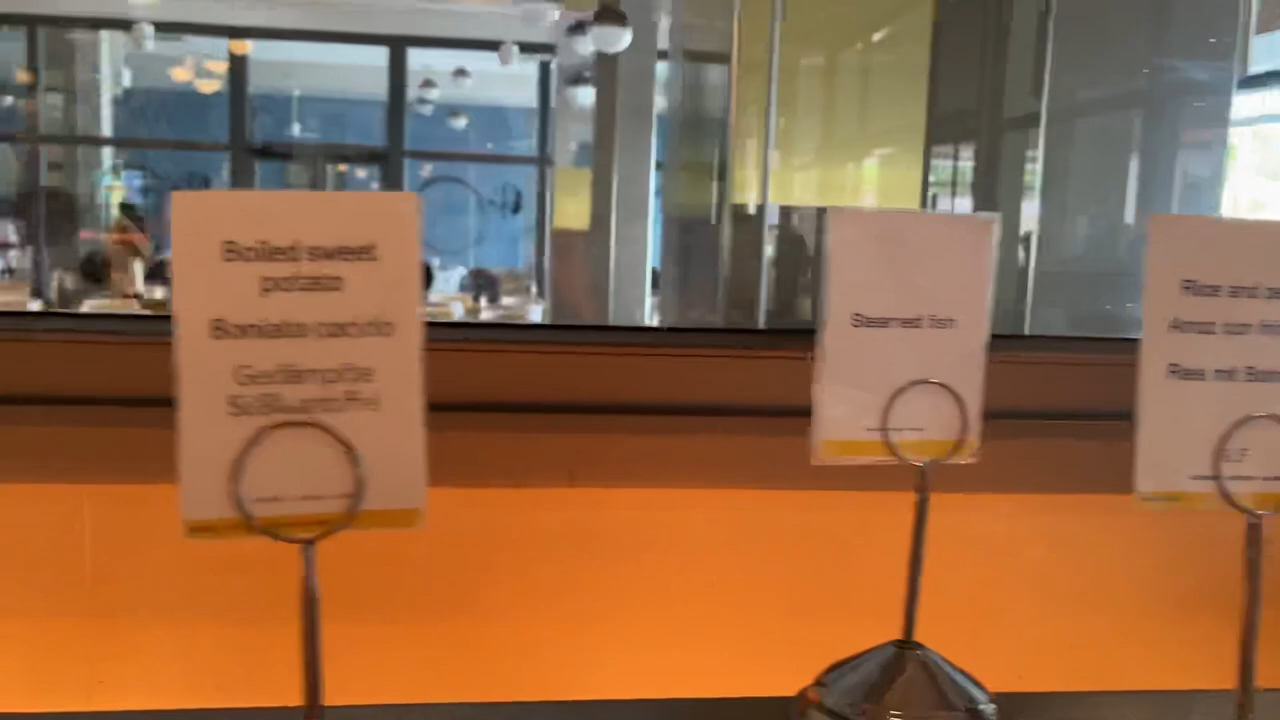 Boiled sweet
potato
Boniato cocido
Gedämpfte
Süßkartoffel
Steamed fish
Rice and
Arroz con
Reis mit